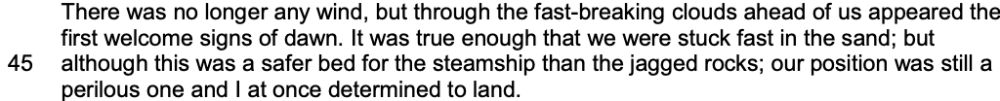 There was no longer any wind, but through the fast-breaking clouds ahead of us appeared the
first welcome signs of dawn. It was true enough that we were stuck fast in the sand; but
45 although this was a safer bed for the steamship than the jagged rocks; our position was still a
perilous one and I at once determined to land.